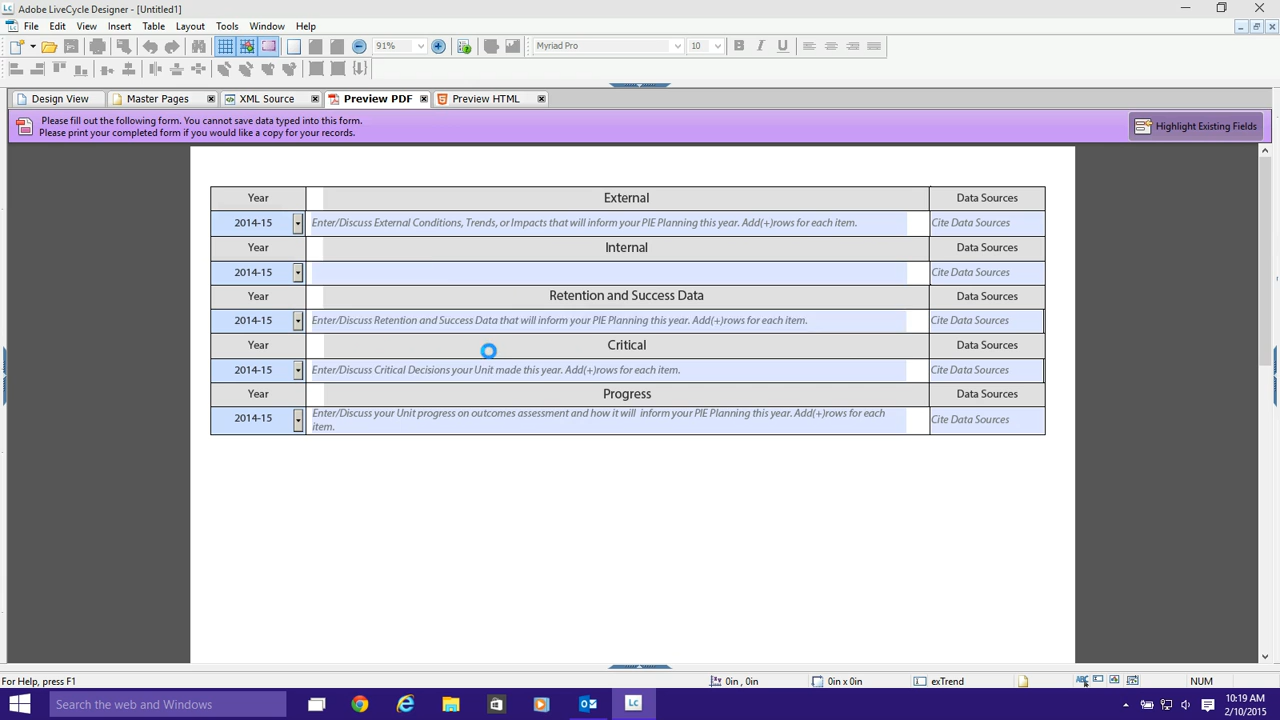 Adobe LiveCycle Designer - [Untitled1]
File Edit View Insert Table Layout Tools Window Help
91% Myriad Pro 10 B I U
Design View Master Pages XML Source Preview PDF Preview HTML
Please fill out the following form. You cannot save data typed into this form.
Please print your completed form if you would like a copy for your records.
Highlight Existing Fields
Year External Data Sources
2014-15 Enter/Discuss External Conditions, Trends, or Impacts that will inform your PIE Planning this year. Add(+)rows for each item. Cite Data Sources
Year Internal Data Sources
2014-15 Cite Data Sources
Year Retention and Success Data Data Sources
2014-15 Enter/Discuss Retention and Success Data that will inform your PIE Planning this year. Add(+)rows for each item. Cite Data Sources
Year Critical Data Sources
2014-15 Enter/Discuss Critical Decisions your Unit made this year. Add(+)rows for each item. Cite Data Sources
Year Progress Data Sources
2014-15 Enter/Discuss your Unit progress on outcomes assessment and how it will inform your PIE Planning this year. Add(+)rows for each Cite Data Sources
item.
For Help, press F1 0in , 0in 0in x 0in exTrend ABC NUM
Search the web and Windows LC 10:19 AM
2/10/2015